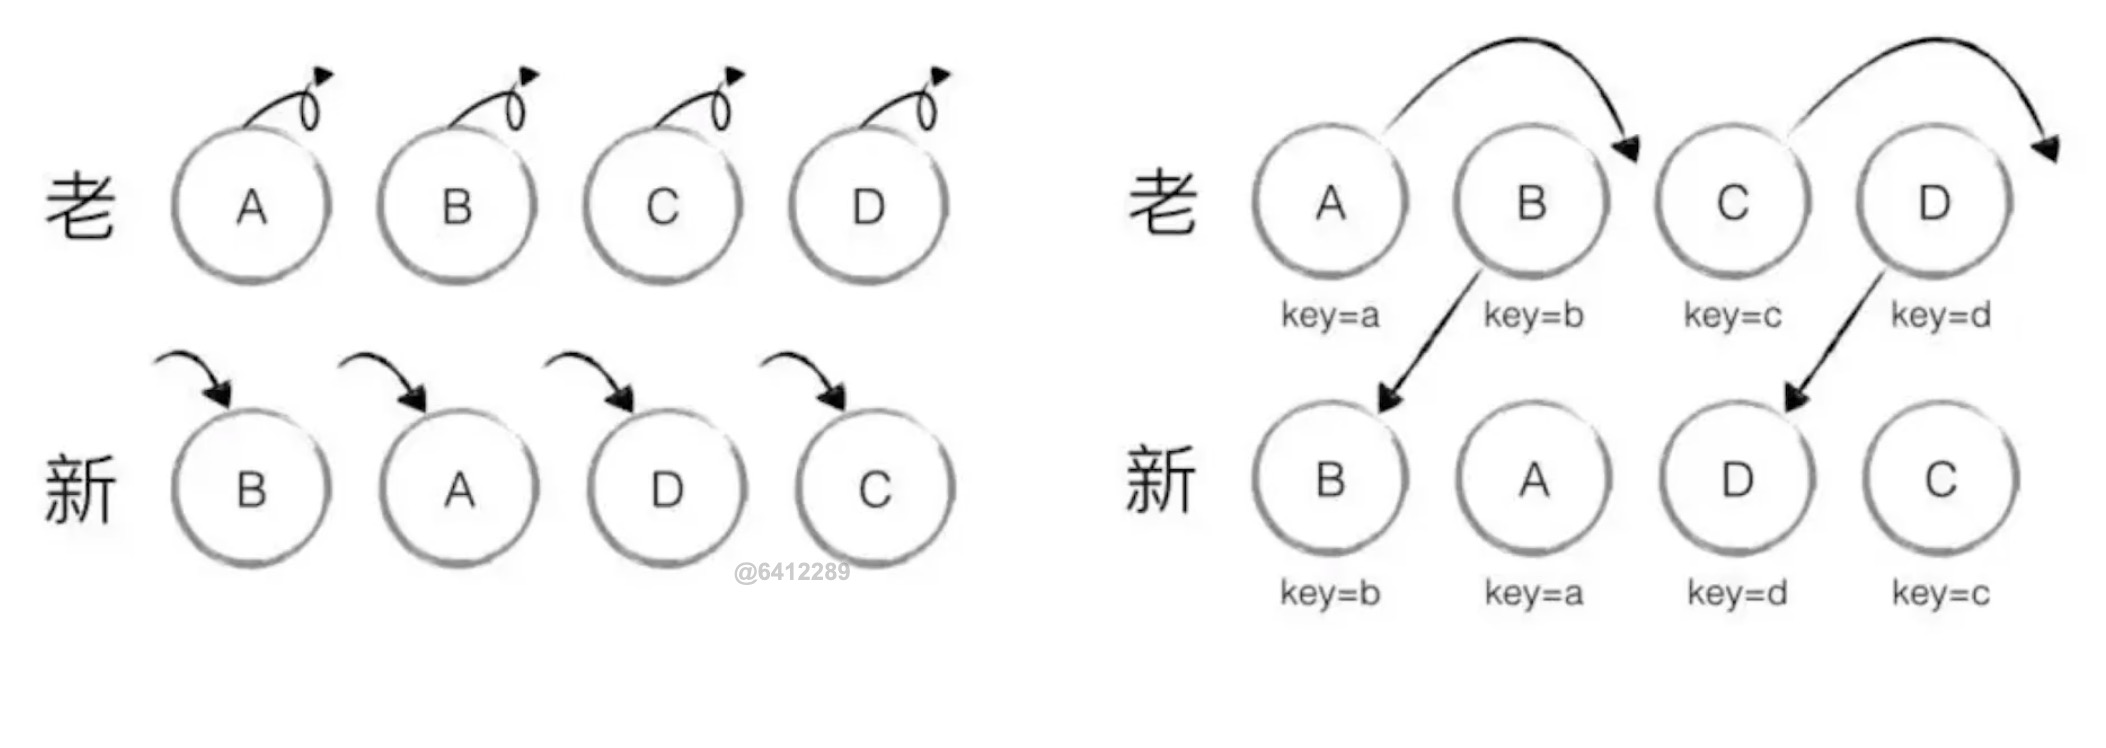 老 A B C D
新 B A D C
@6412289
老 A B C D
key=a key=b key=c key=d
新 B A D C
key=b key=a key=d key=c